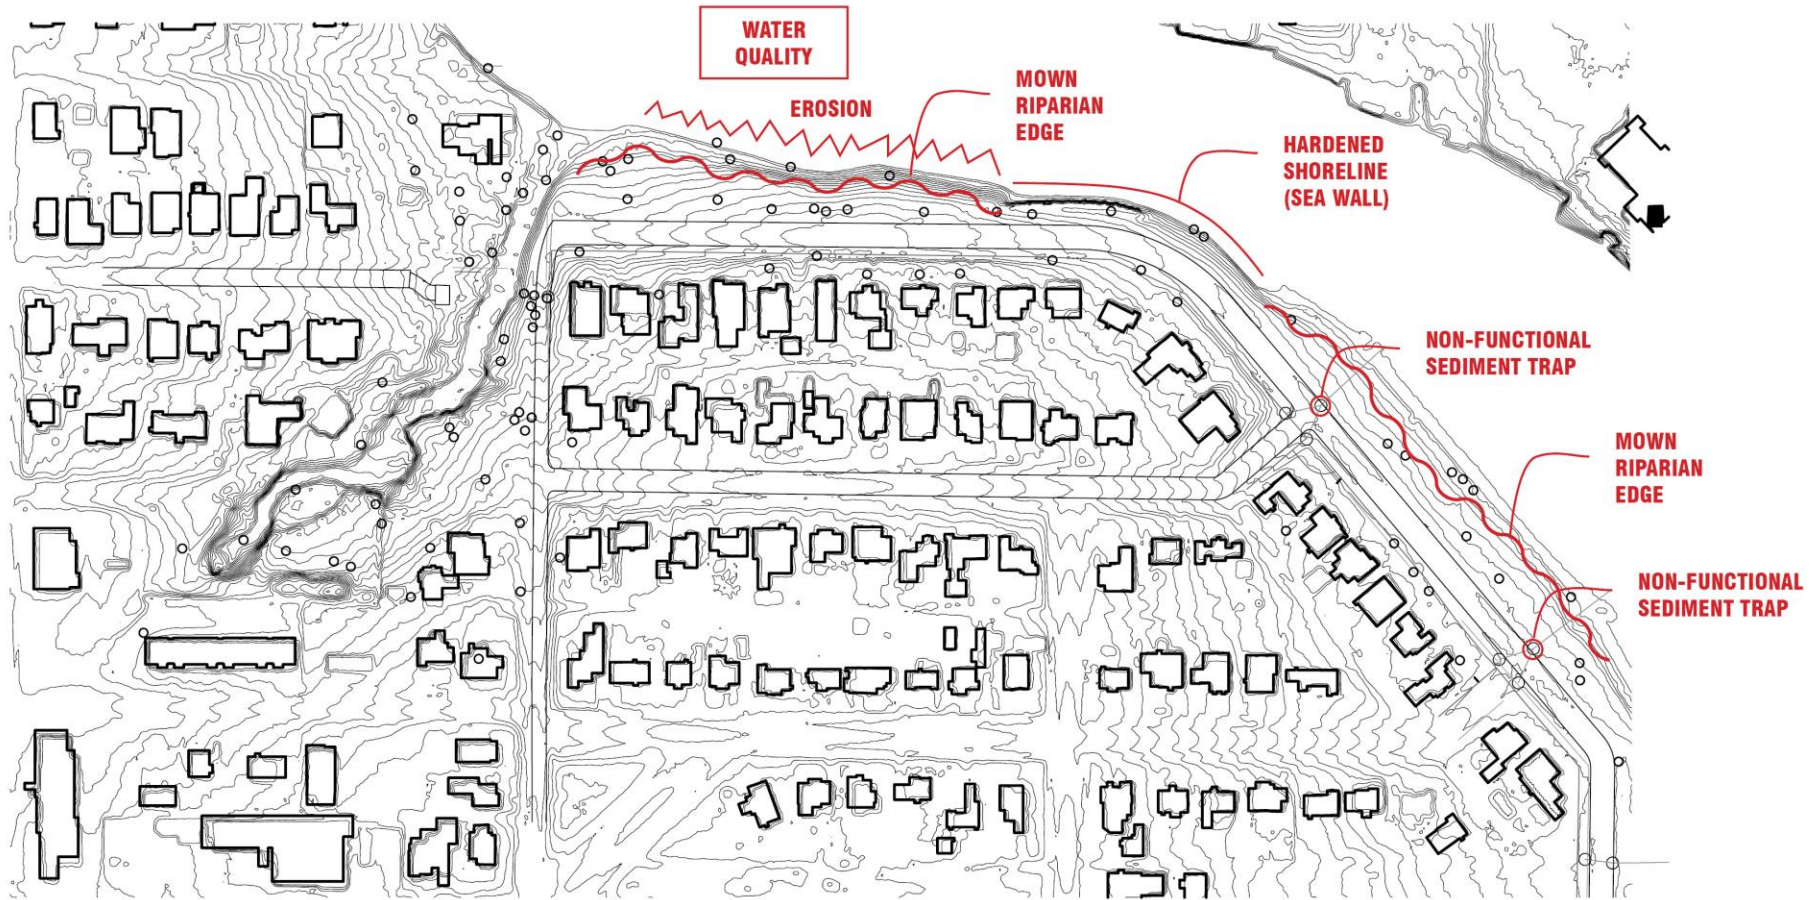 WATER
QUALITY
EROSION
MOWN
RIPARIAN
EDGE
HARDENED
SHORELINE
(SEA WALL)
NON-FUNCTIONAL
SEDIMENT TRAP
MOWN
RIPARIAN
EDGE
NON-FUNCTIONAL
SEDIMENT TRAP